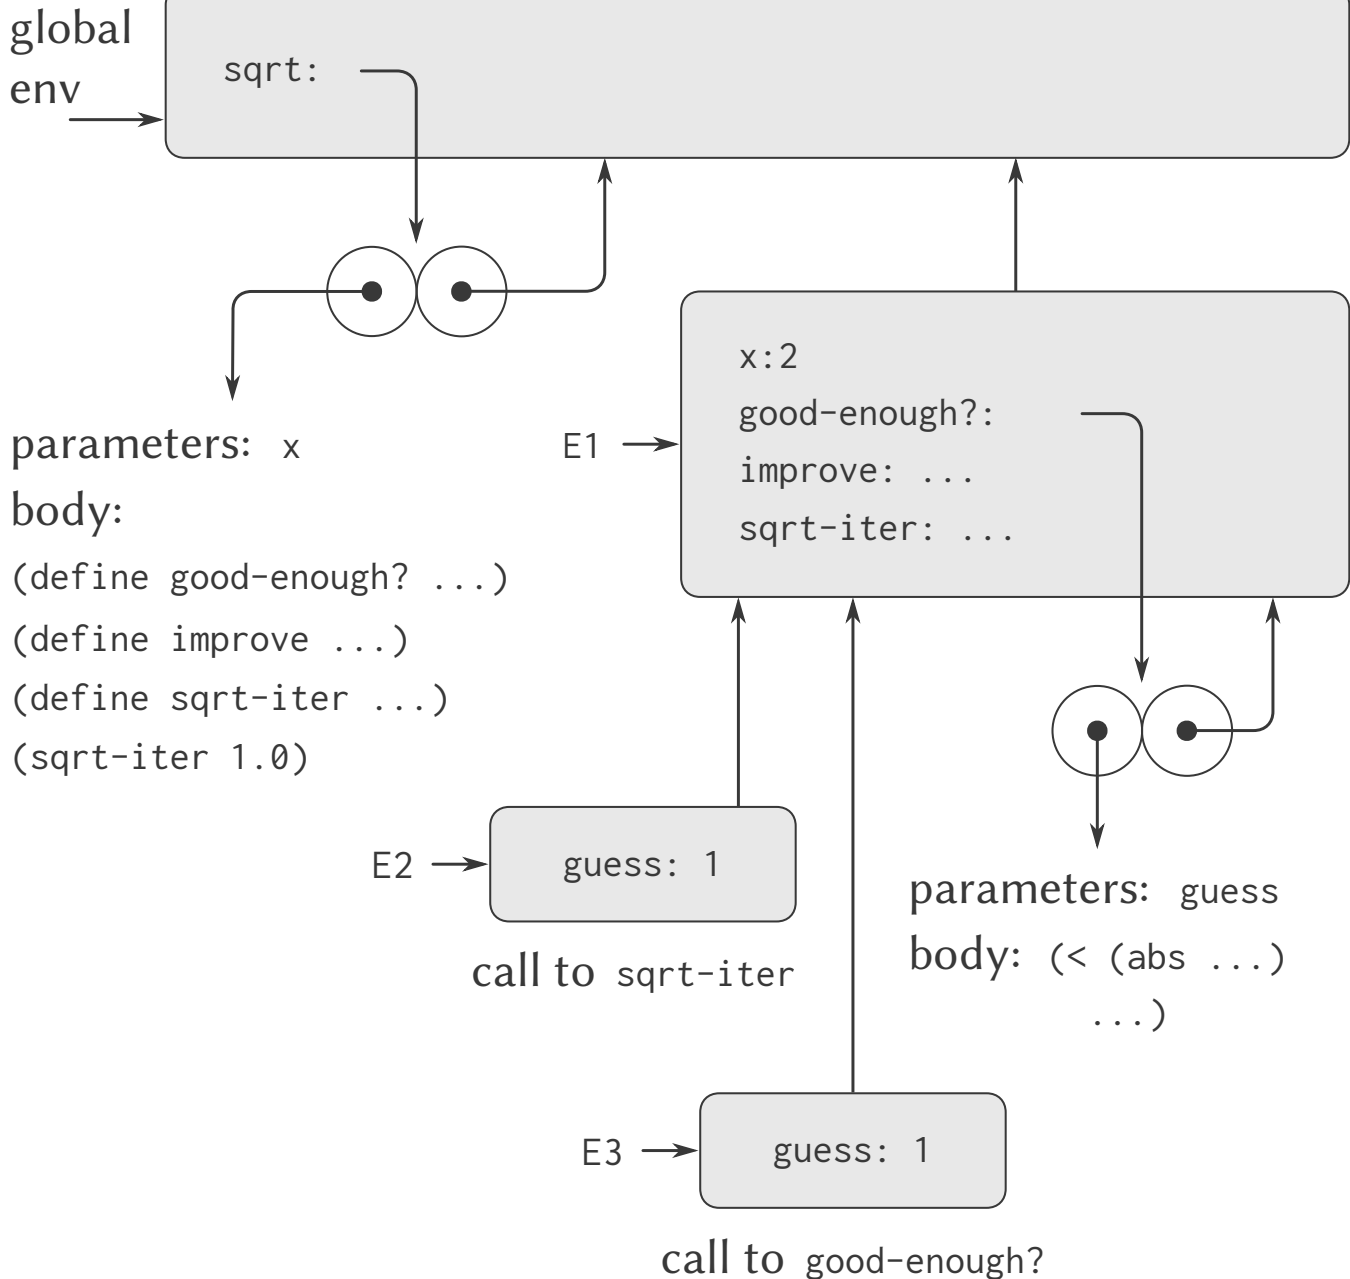 global
env
sqrt:
x:2
good-enough?:
improve: ...
sqrt-iter: ...
E1
parameters: x
body:
(define good-enough? ...)
(define improve ...)
(define sqrt-iter ...)
(sqrt-iter 1.0)
E2
guess: 1
call to sqrt-iter
parameters: guess
body: (< (abs ...)
...)
E3
guess: 1
call to good-enough?